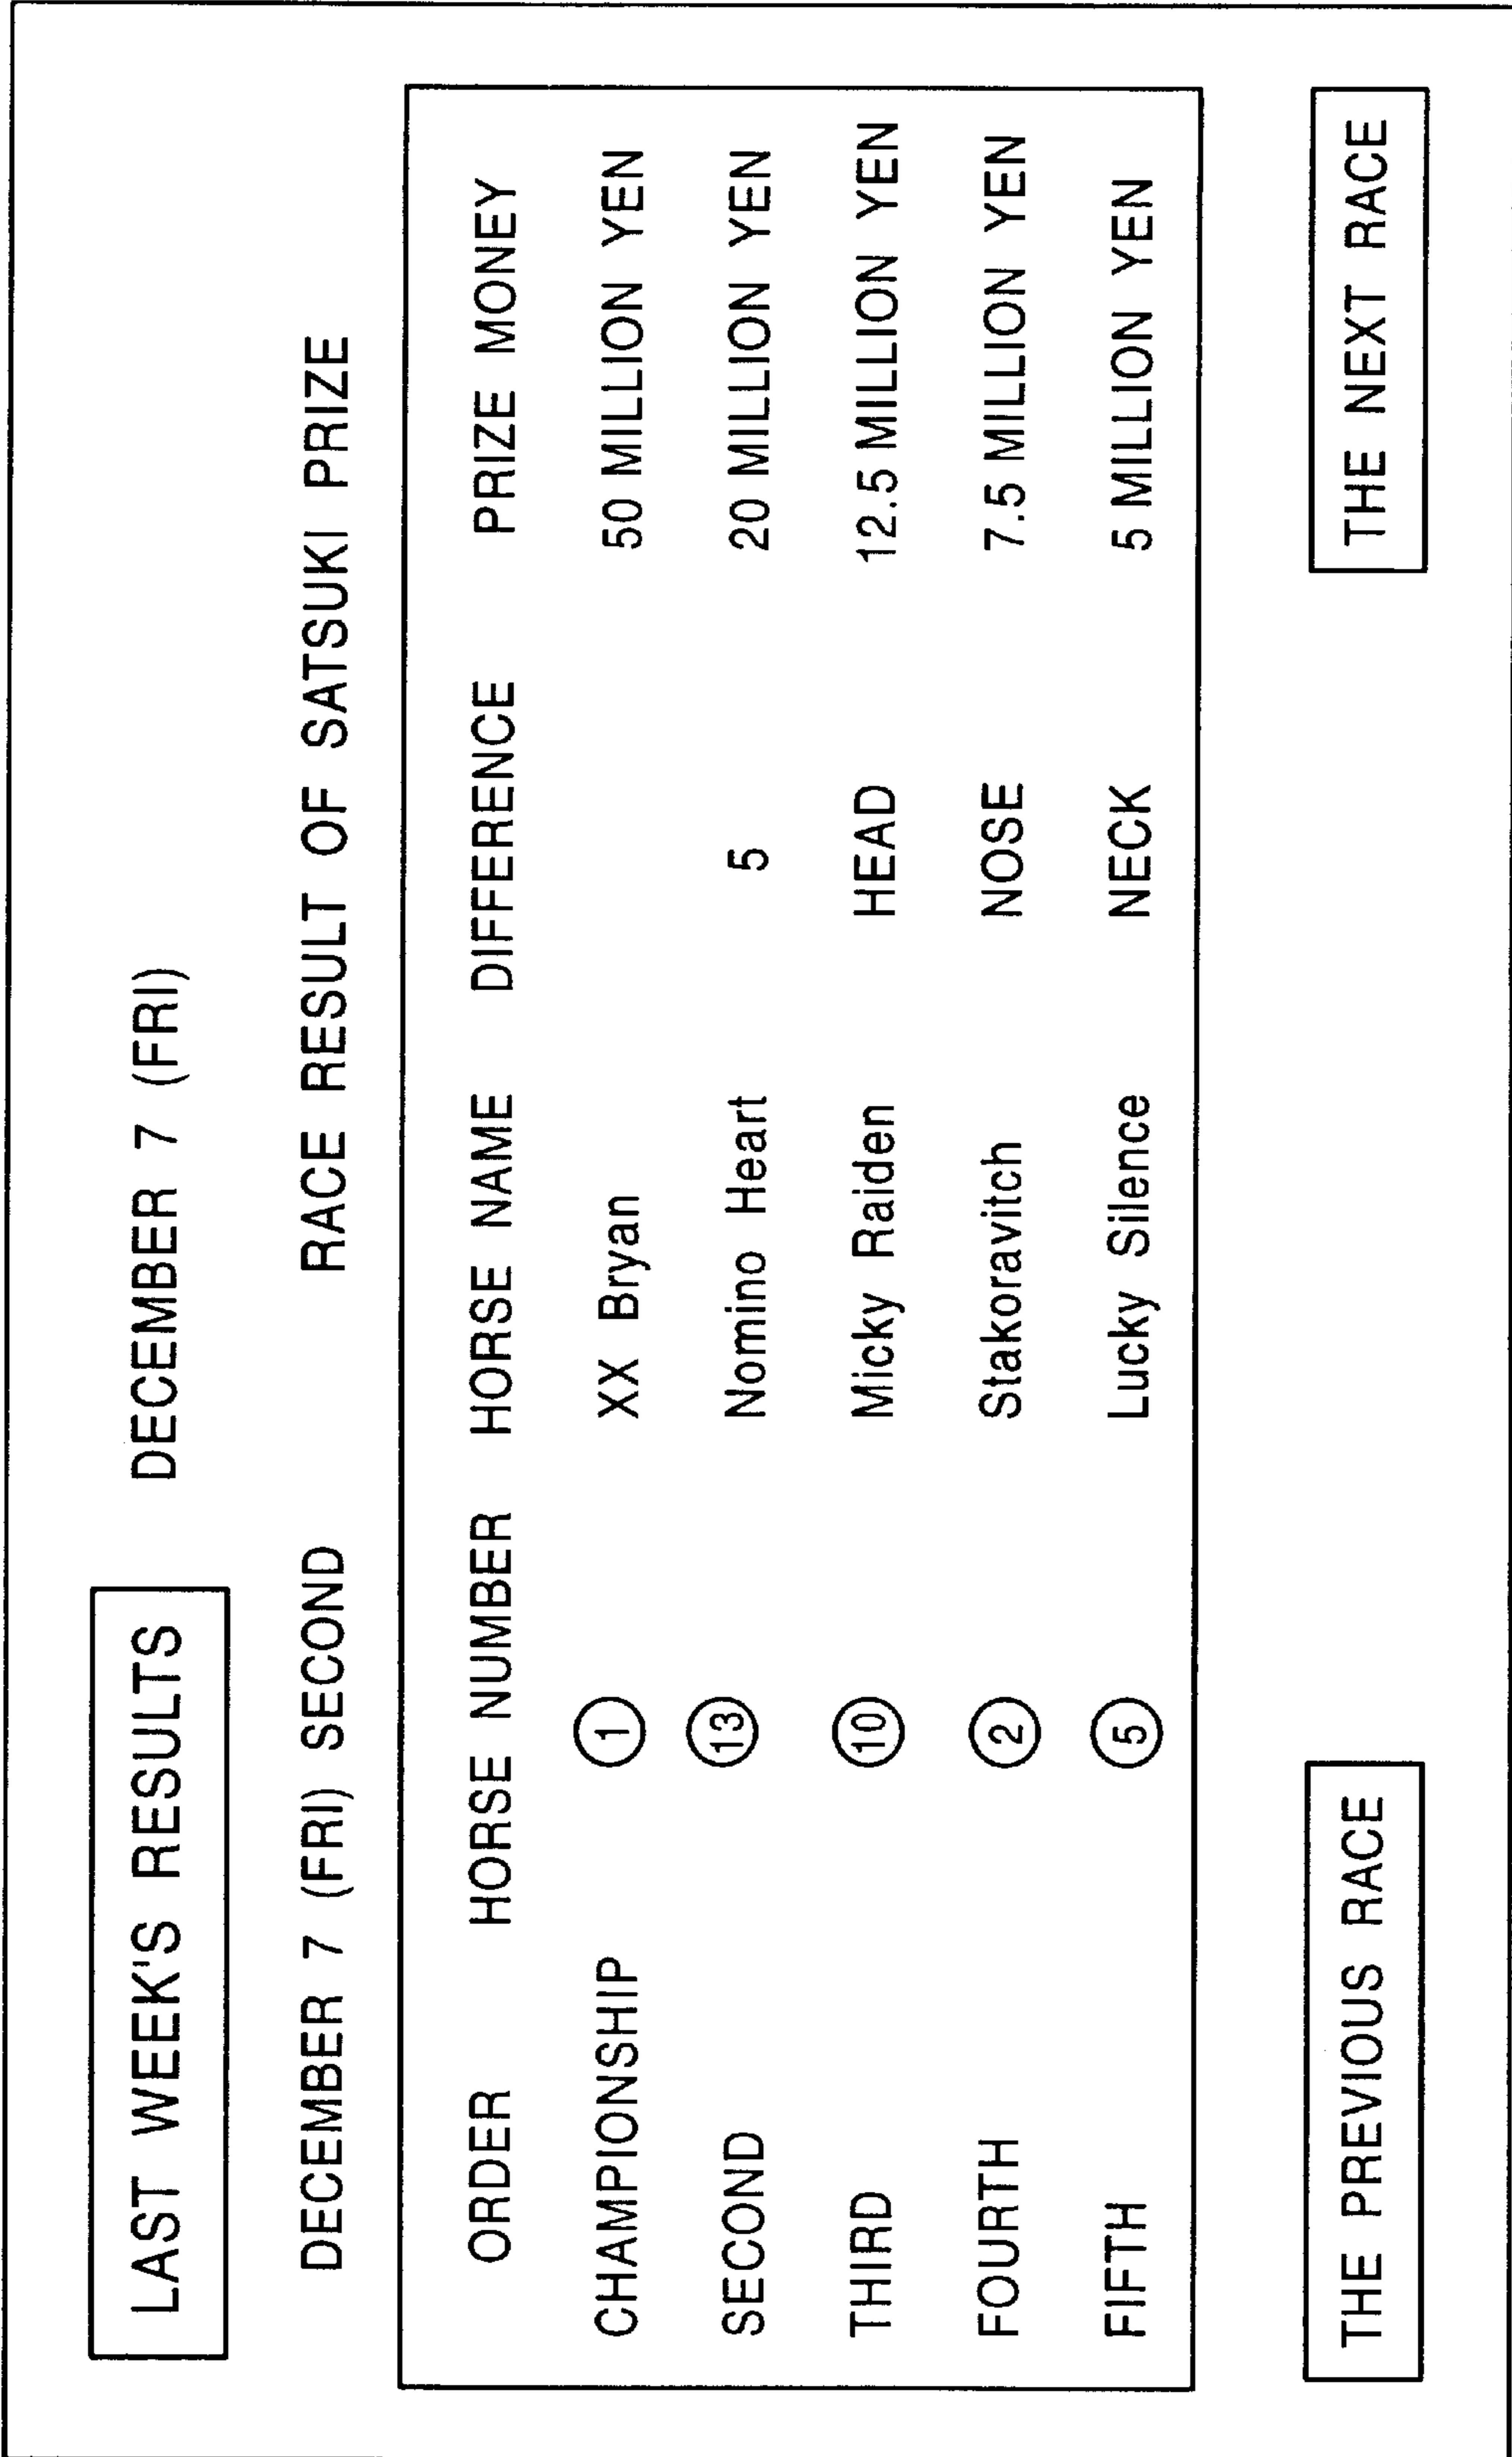 LAST WEEK'S RESULTS DECEMBER 7 (FRI)
DECEMBER 7 (FRI) SECOND RACE RESULT OF SATSUKI PRIZE
ORDER HORSE NUMBER HORSE NAME DIFFERENCE PRIZE MONEY
CHAMPIONSHIP 1 XX Bryan 50 MILLION YEN
SECOND 13 Nomino Heart 5 20 MILLION YEN
THIRD 10 Micky Raiden HEAD 12.5 MILLION YEN
FOURTH 2 Stakoravitch NOSE 7.5 MILLION YEN
FIFTH 5 Lucky Silence NECK 5 MILLION YEN
THE PREVIOUS RACE THE NEXT RACE